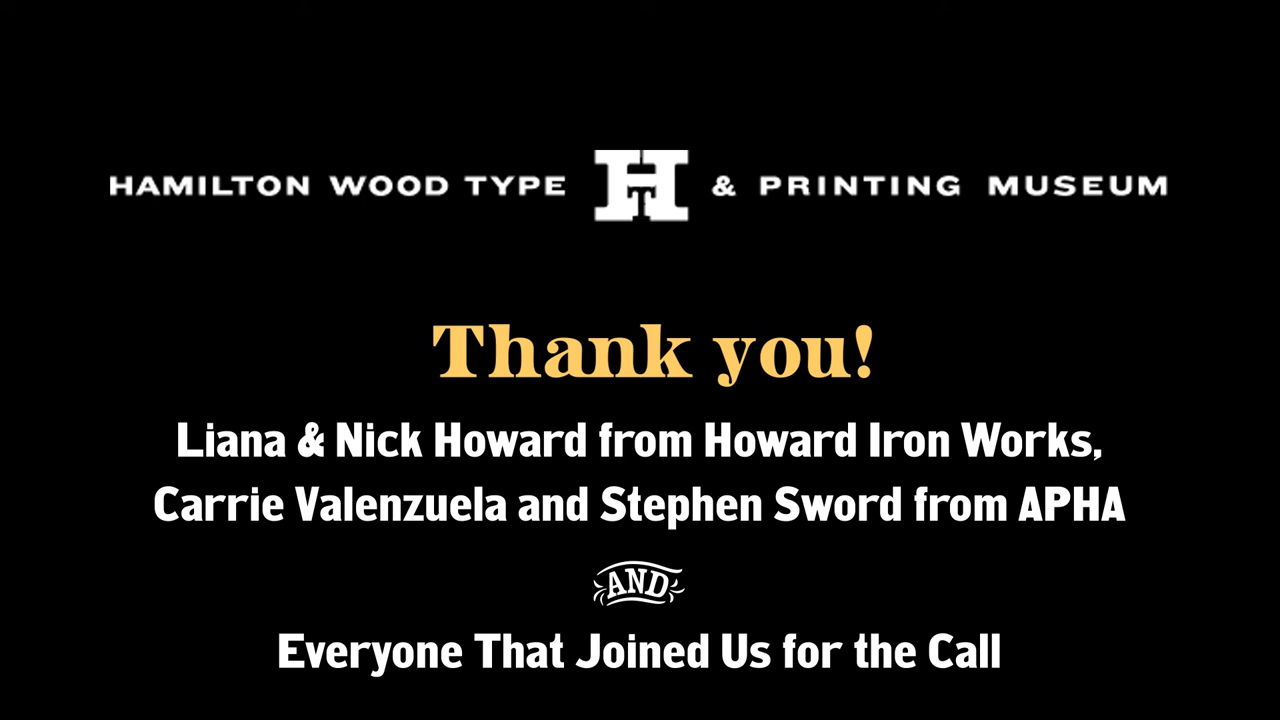 HAMILTON WOOD TYPE HT & PRINTING MUSEUM
Thank you!
Liana & Nick Howard from Howard Iron Works,
Carrie Valenzuela and Stephen Sword from APHA
AND
Everyone That Joined Us for the Call